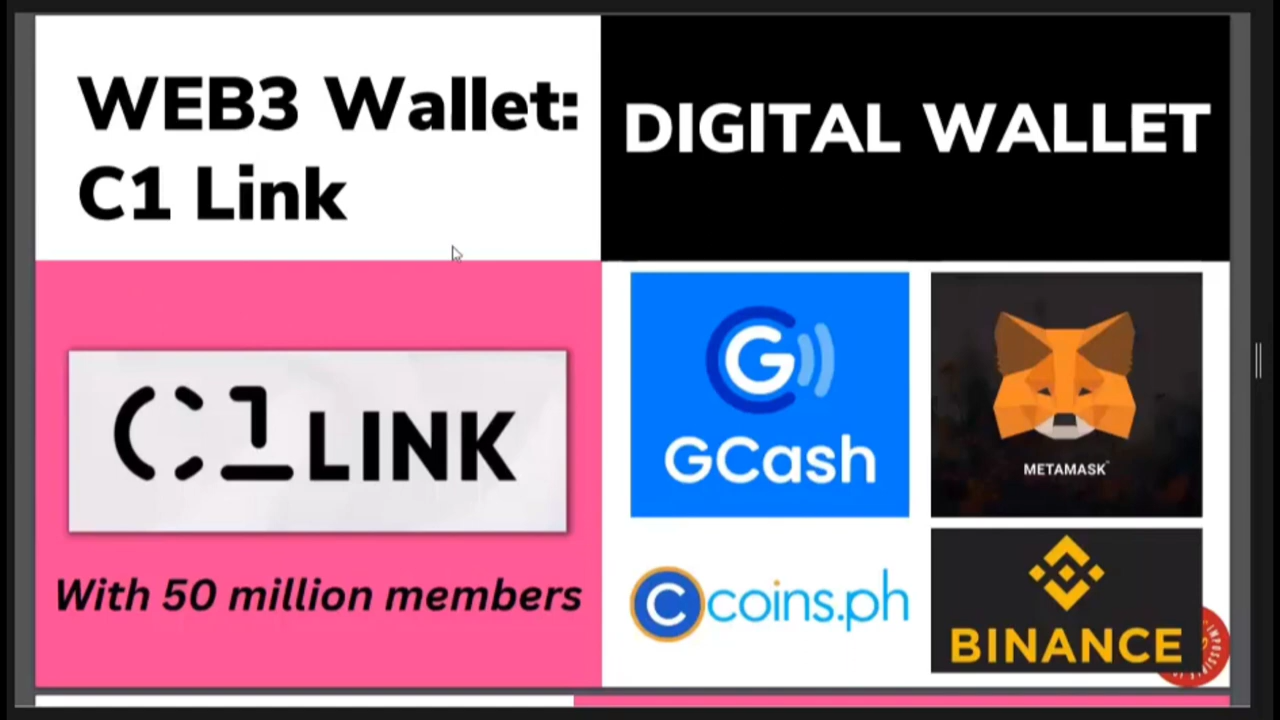 WEB3 Wallet:
C1 Link
DIGITAL WALLET
C1 LINK
With 50 million members
G
GCash
METAMASK
C coins.ph
BINANCE